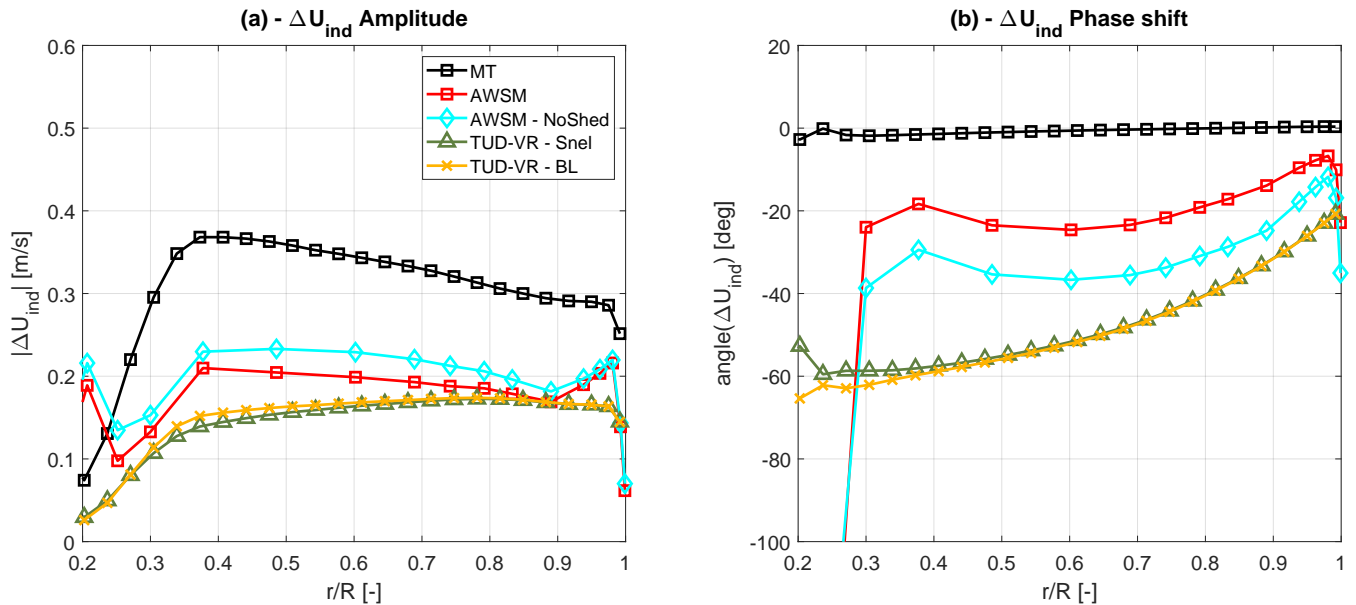 (a) - ΔU_ind Amplitude
0.6
0.5
0.4
0.3
0.2
0.1
0
|ΔU_ind| [m/s]
MT
AWSM
AWSM - NoShed
TUD-VR - Snel
TUD-VR - BL
0.2 0.3 0.4 0.5 0.6 0.7 0.8 0.9 1
r/R [-]
(b) - ΔU_ind Phase shift
20
0
-20
-40
-60
-80
-100
angle(ΔU_ind) [deg]
0.2 0.3 0.4 0.5 0.6 0.7 0.8 0.9 1
r/R [-]